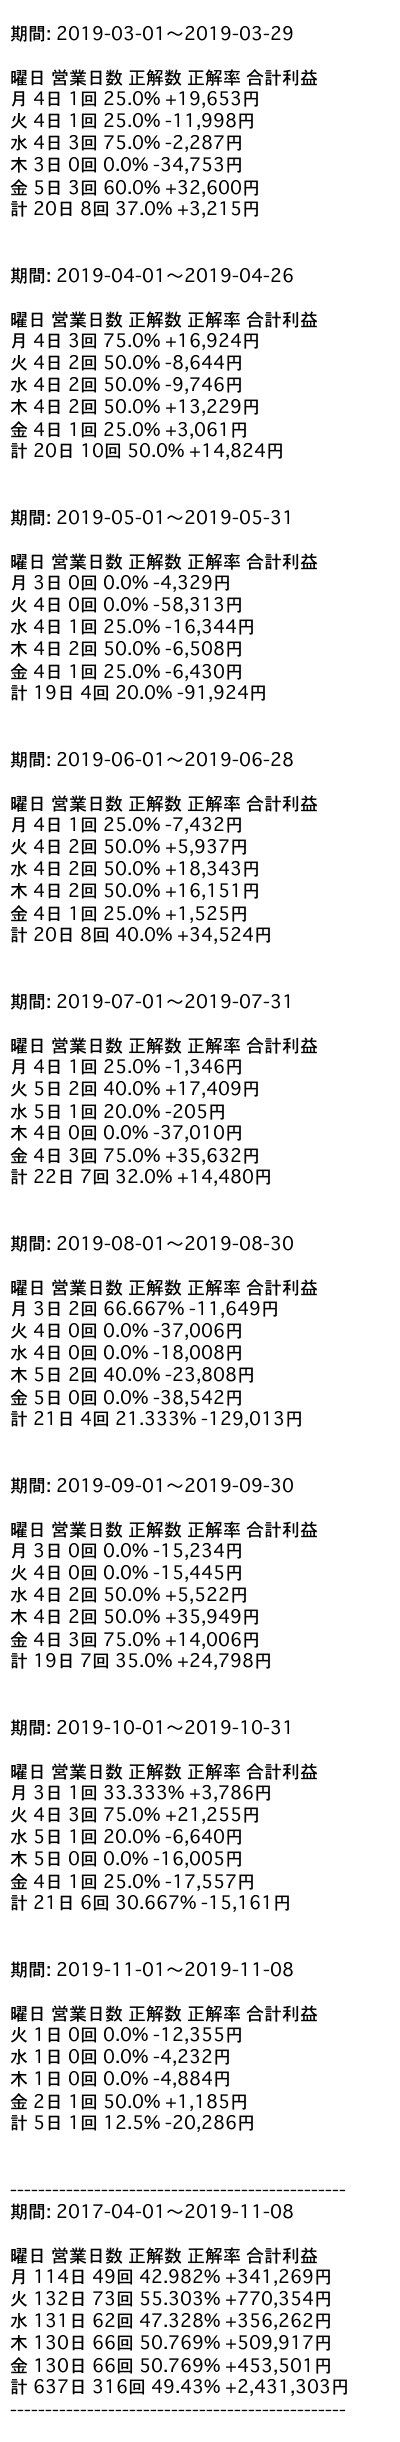 期間: 2019-03-01～2019-03-29
曜日 営業日数 正解数 正解率 合計利益
月 4日 1回 25.0% +19,653円
火 4日 1回 25.0% -11,998円
水 4日 3回 75.0% -2,287円
木 3日 0回 0.0% -34,753円
金 5日 3回 60.0% +32,600円
計 20日 8回 37.0% +3,215円
期間: 2019-04-01～2019-04-26
曜日 営業日数 正解数 正解率 合計利益
月 4日 3回 75.0% +16,924円
火 4日 2回 50.0% -8,644円
水 4日 2回 50.0% -9,746円
木 4日 2回 50.0% +13,229円
金 4日 1回 25.0% +3,061円
計 20日 10回 50.0% +14,824円
期間: 2019-05-01～2019-05-31
曜日 営業日数 正解数 正解率 合計利益
月 3日 0回 0.0% -4,329円
火 4日 0回 0.0% -58,313円
水 4日 1回 25.0% -16,344円
木 4日 2回 50.0% -6,508円
金 4日 1回 25.0% -6,430円
計 19日 4回 20.0% -91,924円
期間: 2019-06-01～2019-06-28
曜日 営業日数 正解数 正解率 合計利益
月 4日 1回 25.0% -7,432円
火 4日 2回 50.0% +5,937円
水 4日 2回 50.0% +18,343円
木 4日 2回 50.0% +16,151円
金 4日 1回 25.0% +1,525円
計 20日 8回 40.0% +34,524円
期間: 2019-07-01～2019-07-31
曜日 営業日数 正解数 正解率 合計利益
月 4日 1回 25.0% -1,346円
火 5日 2回 40.0% +17,409円
水 5日 1回 20.0% -205円
木 4日 0回 0.0% -37,010円
金 4日 3回 75.0% +35,632円
計 22日 7回 32.0% +14,480円
期間: 2019-08-01～2019-08-30
曜日 営業日数 正解数 正解率 合計利益
月 3日 2回 66.667% -11,649円
火 4日 0回 0.0% -37,006円
水 4日 0回 0.0% -18,008円
木 5日 2回 40.0% -23,808円
金 5日 0回 0.0% -38,542円
計 21日 4回 21.333% -129,013円
期間: 2019-09-01～2019-09-30
曜日 営業日数 正解数 正解率 合計利益
月 3日 0回 0.0% -15,234円
火 4日 0回 0.0% -15,445円
水 4日 2回 50.0% +5,522円
木 4日 2回 50.0% +35,949円
金 4日 3回 75.0% +14,006円
計 19日 7回 35.0% +24,798円
期間: 2019-10-01～2019-10-31
曜日 営業日数 正解数 正解率 合計利益
月 3日 1回 33.333% +3,786円
火 4日 3回 75.0% +21,255円
水 5日 1回 20.0% -6,640円
木 5日 0回 0.0% -16,005円
金 4日 1回 25.0% -17,557円
計 21日 6回 30.667% -15,161円
期間: 2019-11-01～2019-11-08
曜日 営業日数 正解数 正解率 合計利益
火 1日 0回 0.0% -12,355円
水 1日 0回 0.0% -4,232円
木 1日 0回 0.0% -4,884円
金 2日 1回 50.0% +1,185円
計 5日 1回 12.5% -20,286円
------------------------------------------------
期間: 2017-04-01～2019-11-08
曜日 営業日数 正解数 正解率 合計利益
月 114日 49回 42.982% +341,269円
火 132日 73回 55.303% +770,354円
水 131日 62回 47.328% +356,262円
木 130日 66回 50.769% +509,917円
金 130日 66回 50.769% +453,501円
計 637日 316回 49.43% +2,431,303円
------------------------------------------------